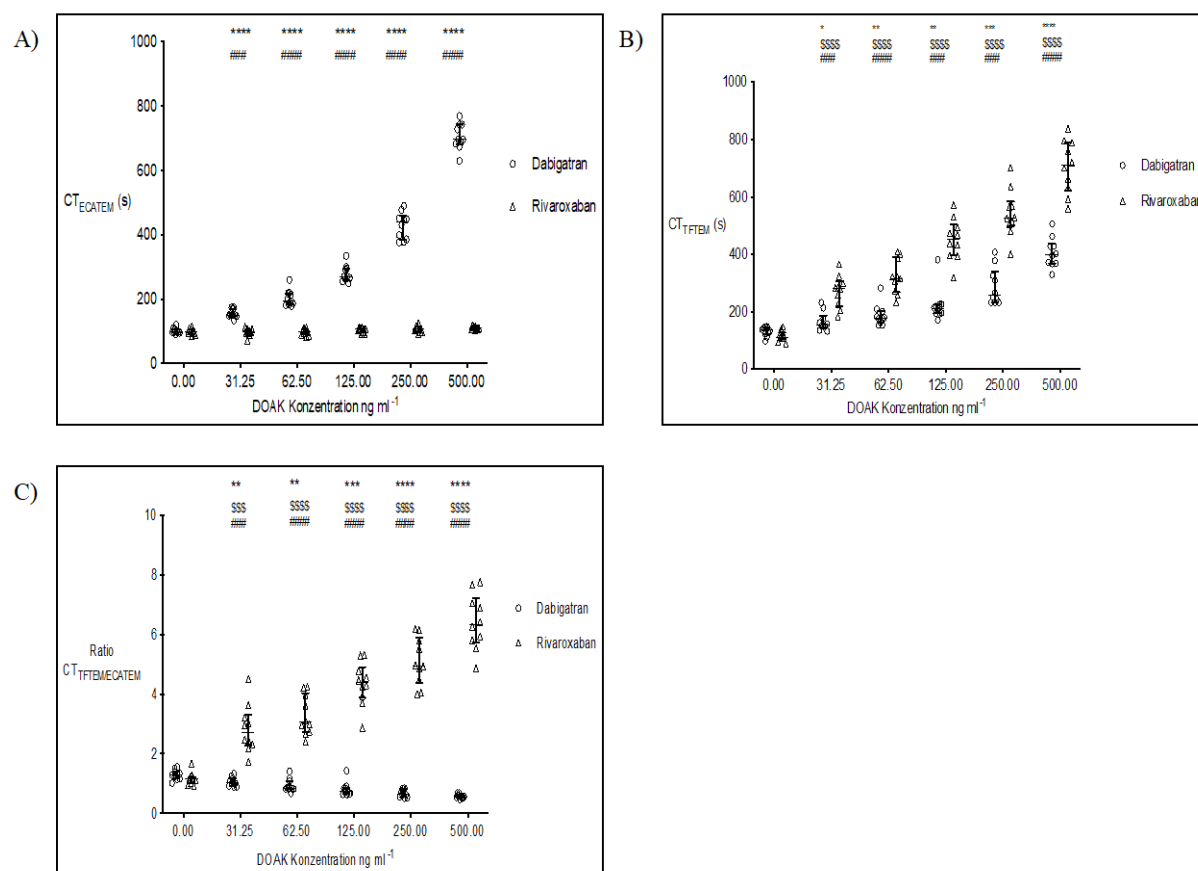 A)
**** **** **** **** ****
### #### #### #### ####
1000
800
600
400
200
0
CT_ECATEM (s)
Dabigatran
Rivaroxaban
0.00 31.25 62.50 125.00 250.00 500.00
DOAK Konzentration ng ml⁻¹
B)
* ** ** *** ****
$$$$ $$$$ $$$$ $$$$ $$$$
1000
800
600
400
200
0
CT_TFTEM (s)
Dabigatran
Rivaroxaban
0.00 31.25 62.50 125.00 250.00 500.00
DOAK Konzentration ng ml⁻¹
C)
** ** *** **** ****
$$$ $$$$ $$$$ $$$$ $$$$
10
8
6
4
2
0
Ratio
CT_TFTEM/ECATEM
Dabigatran
Rivaroxaban
0.00 31.25 62.50 125.00 250.00 500.00
DOAK Konzentration ng ml⁻¹